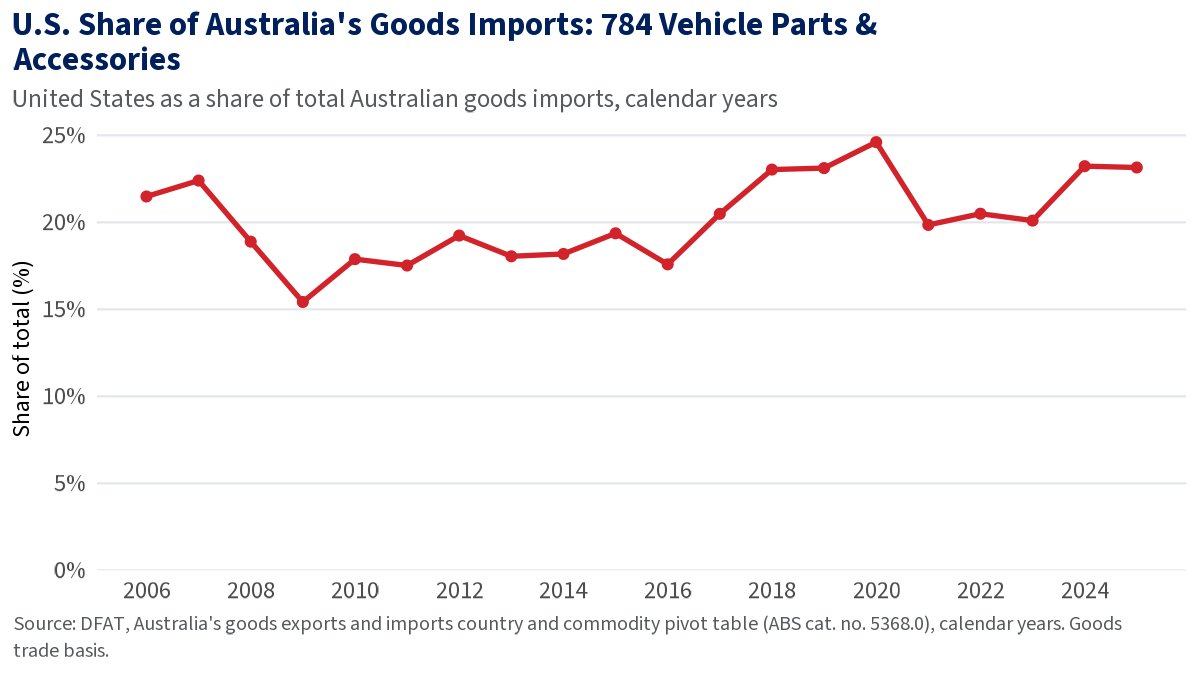 U.S. Share of Australia's Goods Imports: 784 Vehicle Parts &
Accessories
United States as a share of total Australian goods imports, calendar years
Share of total (%)
25%
20%
15%
10%
5%
0%
2006 2008 2010 2012 2014 2016 2018 2020 2022 2024
Source: DFAT, Australia's goods exports and imports country and commodity pivot table (ABS cat. no. 5368.0), calendar years. Goods
trade basis.